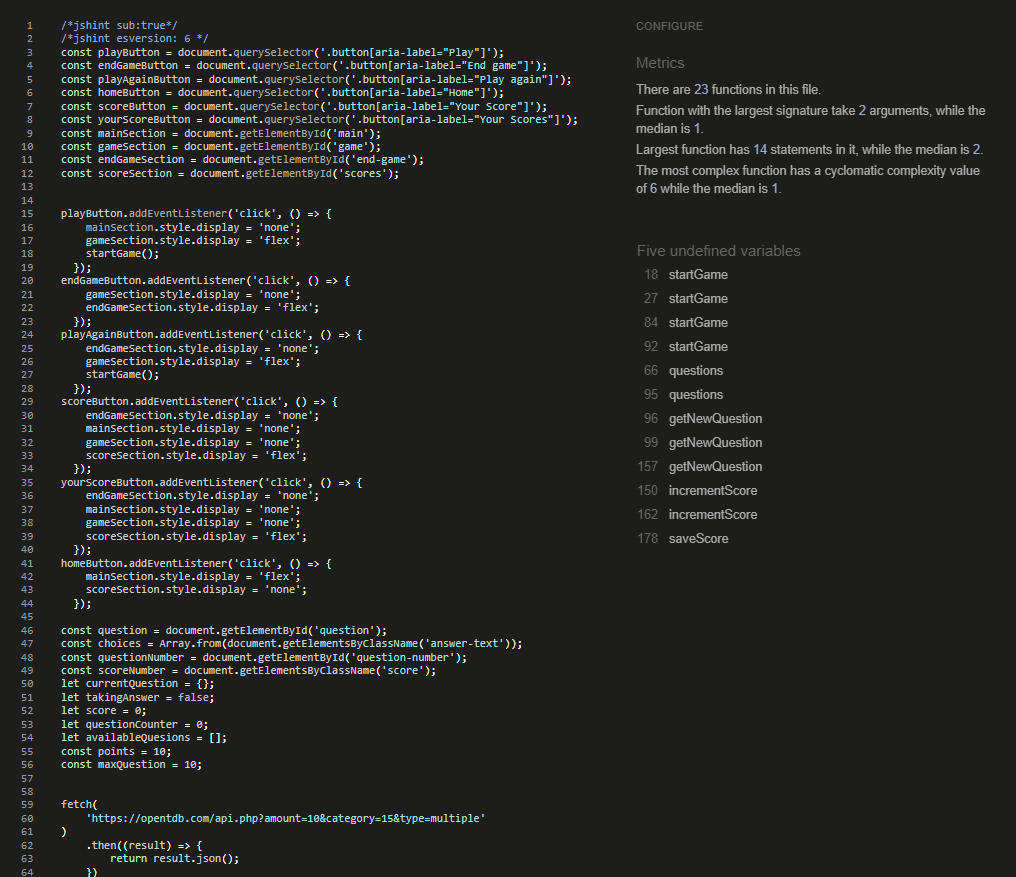 1 /*jshint sub:true*/
2 /*jshint esversion: 6 */
3 const playButton = document.querySelector('.button[aria-label="Play"]');
4 const endGameButton = document.querySelector('.button[aria-label="End game"]');
5 const playAgainButton = document.querySelector('.button[aria-label="Play again"]');
6 const homeButton = document.querySelector('.button[aria-label="Home"]');
7 const scoreButton = document.querySelector('.button[aria-label="Your Score"]');
8 const yourScoreButton = document.querySelector('.button[aria-label="Your Scores"]');
9 const mainSection = document.getElementById('main');
10 const gameSection = document.getElementById('game');
11 const endGameSection = document.getElementById('end-game');
12 const scoreSection = document.getElementById('scores');
13
14
15 playButton.addEventListener('click', () => {
16     mainSection.style.display = 'none';
17     gameSection.style.display = 'flex';
18     startGame();
19   });
20 endGameButton.addEventListener('click', () => {
21     gameSection.style.display = 'none';
22     endGameSection.style.display = 'flex';
23   });
24 playAgainButton.addEventListener('click', () => {
25     endGameSection.style.display = 'none';
26     gameSection.style.display = 'flex';
27     startGame();
28   });
29 scoreButton.addEventListener('click', () => {
30     endGameSection.style.display = 'none';
31     mainSection.style.display = 'none';
32     gameSection.style.display = 'none';
33     scoreSection.style.display = 'flex';
34   });
35 yourScoreButton.addEventListener('click', () => {
36     endGameSection.style.display = 'none';
37     mainSection.style.display = 'none';
38     gameSection.style.display = 'none';
39     scoreSection.style.display = 'flex';
40   });
41 homeButton.addEventListener('click', () => {
42     mainSection.style.display = 'flex';
43     scoreSection.style.display = 'none';
44   });
45
46 const question = document.getElementById('question');
47 const choices = Array.from(document.getElementsByClassName('answer-text'));
48 const questionNumber = document.getElementById('question-number');
49 const scoreNumber = document.getElementsByClassName('score');
50 let currentQuestion = {};
51 let takingAnswer = false;
52 let score = 0;
53 let questionCounter = 0;
54 let availableQuesions = [];
55 const points = 10;
56 const maxQuestion = 10;
57
58
59 fetch(
60     'https://opentdb.com/api.php?amount=10&category=15&type=multiple'
61 )
62     .then((result) => {
63         return result.json();
64     })
CONFIGURE
Metrics
There are 23 functions in this file.
Function with the largest signature take 2 arguments, while the
median is 1.
Largest function has 14 statements in it, while the median is 2.
The most complex function has a cyclomatic complexity value
of 6 while the median is 1.
Five undefined variables
18 startGame
27 startGame
84 startGame
92 startGame
66 questions
95 questions
96 getNewQuestion
99 getNewQuestion
157 getNewQuestion
150 incrementScore
162 incrementScore
178 saveScore